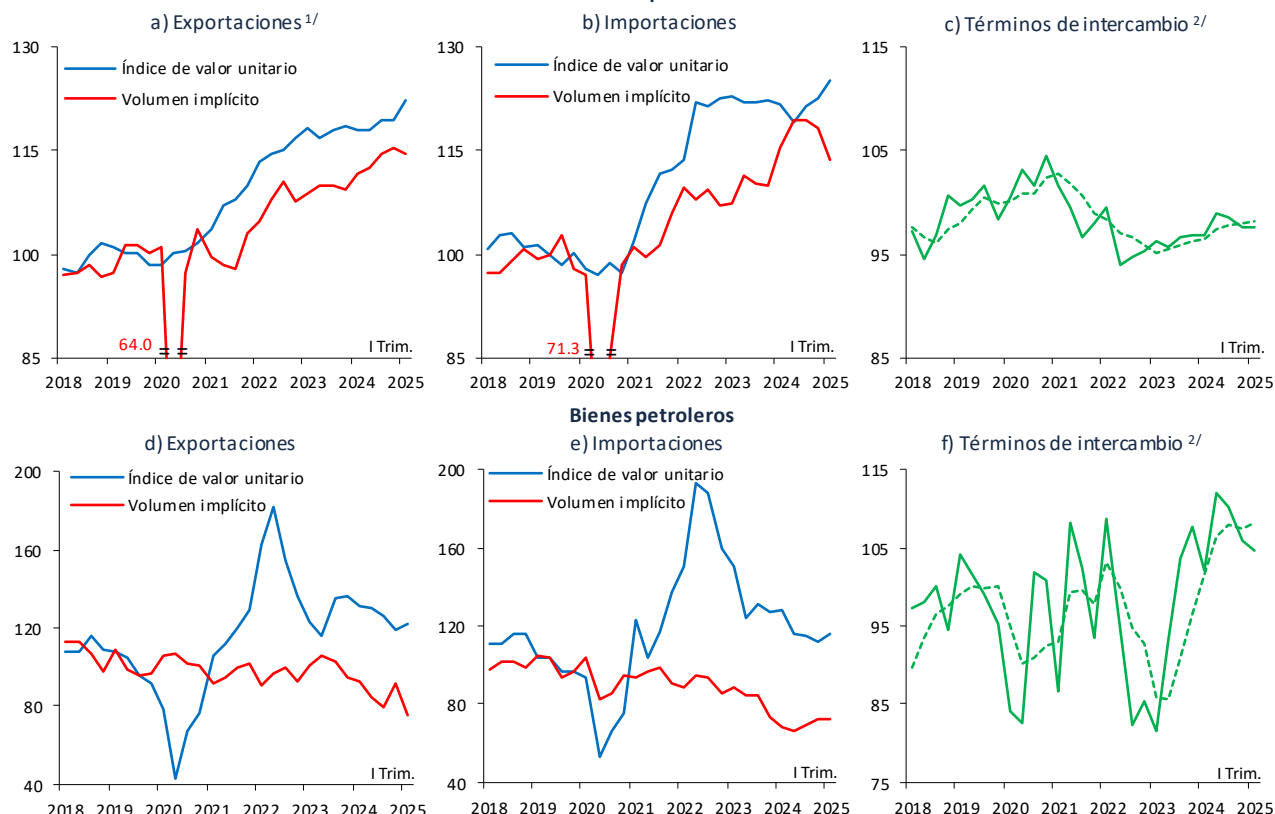 a) Exportaciones 1/
130
115
100
85
Índice de valor unitario
Volumen implícito
64.0
I Trim.
2018 2019 2020 2021 2022 2023 2024 2025
b) Importaciones
130
115
100
85
Índice de valor unitario
Volumen implícito
71.3
I Trim.
2018 2019 2020 2021 2022 2023 2024 2025
c) Términos de intercambio 2/
115
105
95
85
I Trim.
2018 2019 2020 2021 2022 2023 2024 2025
Bienes petroleros
d) Exportaciones
200
160
120
80
40
Índice de valor unitario
Volumen implícito
I Trim.
2018 2019 2020 2021 2022 2023 2024 2025
e) Importaciones
200
160
120
80
40
Índice de valor unitario
Volumen implícito
I Trim.
2018 2019 2020 2021 2022 2023 2024 2025
f) Términos de intercambio 2/
115
105
95
85
75
I Trim.
2018 2019 2020 2021 2022 2023 2024 2025